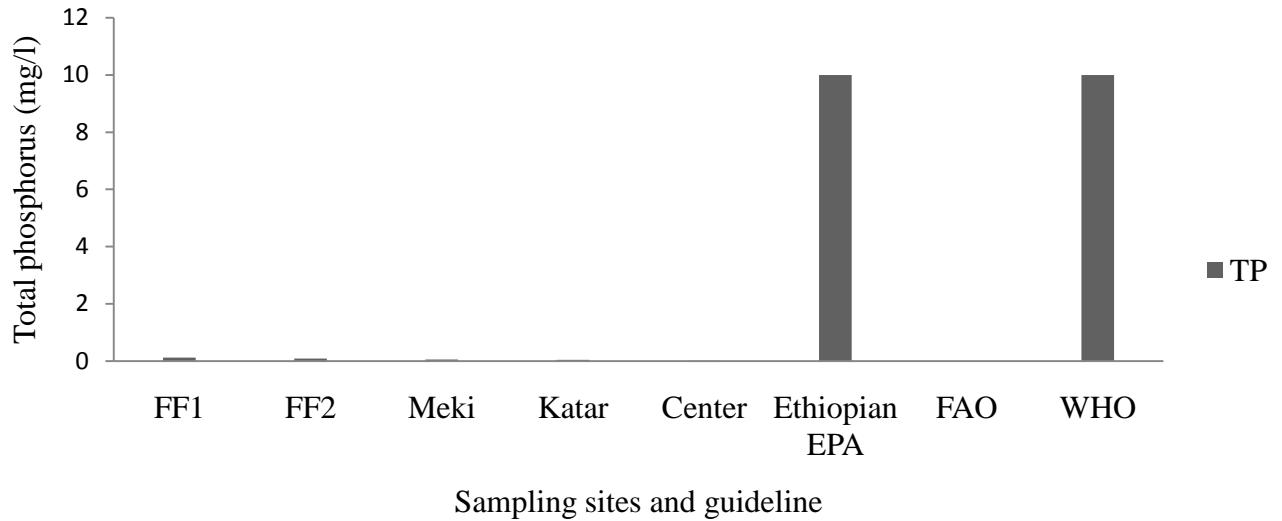 Total phosphorus (mg/l)
12
10
8
6
4
2
0
FF1 FF2 Meki Katar Center Ethiopian EPA FAO WHO
TP
Sampling sites and guideline